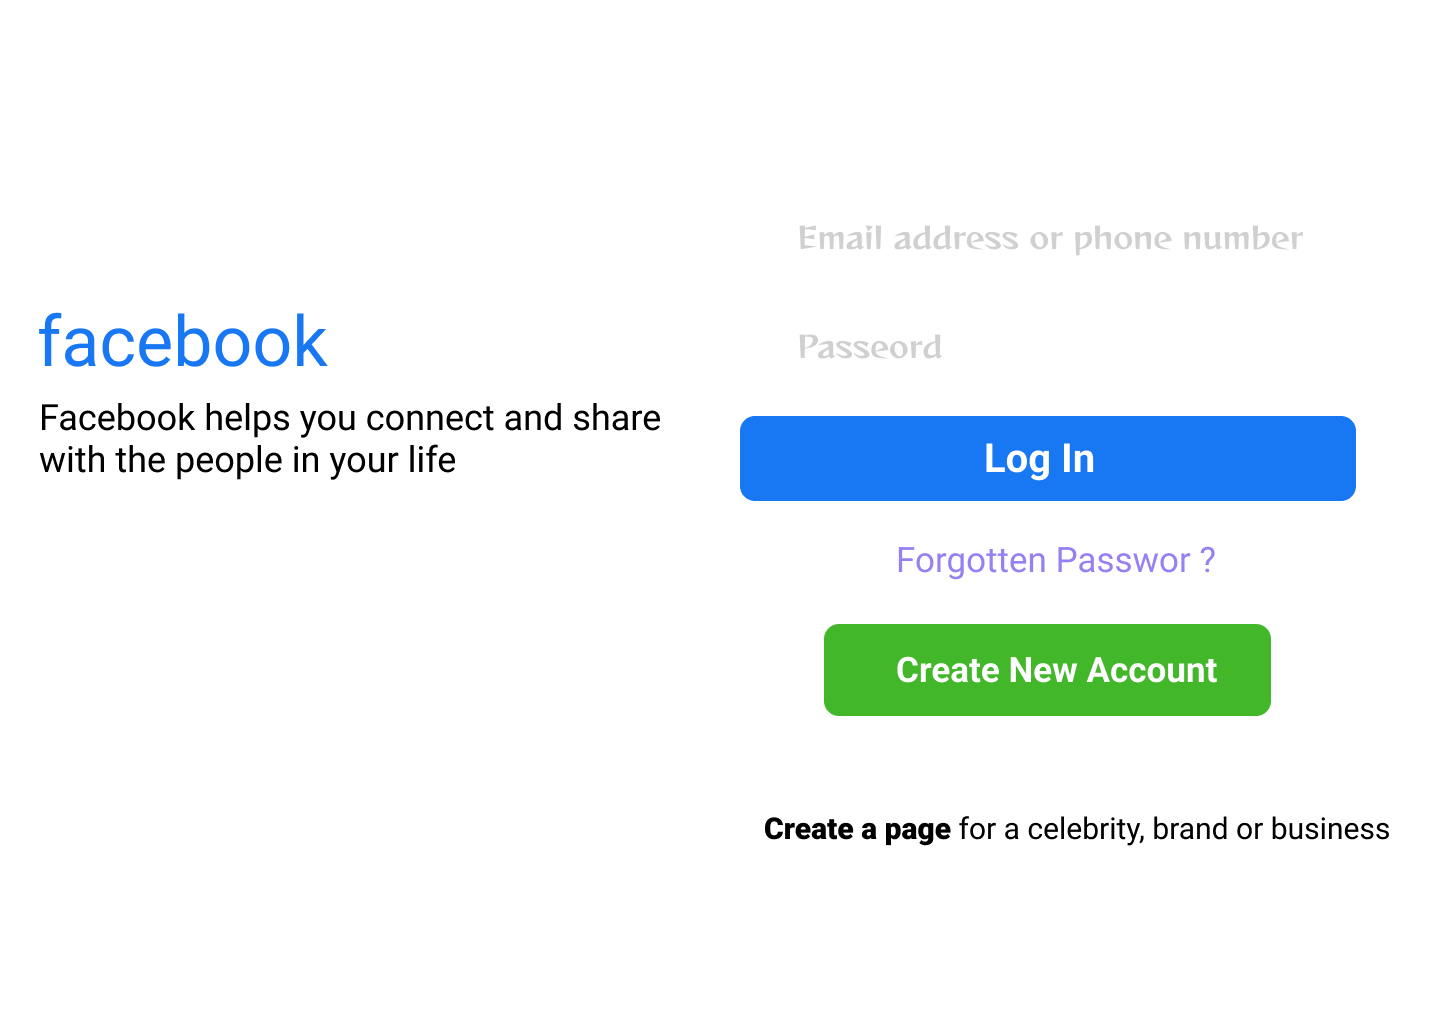 facebook
Facebook helps you connect and share
with the people in your life
Email address or phone number
Passeord
Log In
Forgotten Passwor ?
Create New Account
Create a page for a celebrity, brand or business